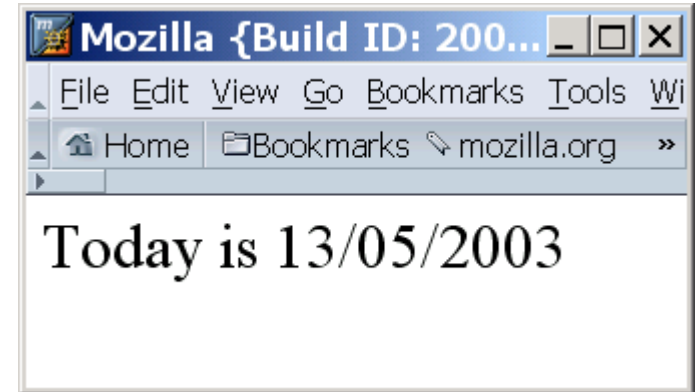 Mozilla {Build ID: 200...
File Edit View Go Bookmarks Tools Wi
Home Bookmarks mozilla.org »
Today is 13/05/2003